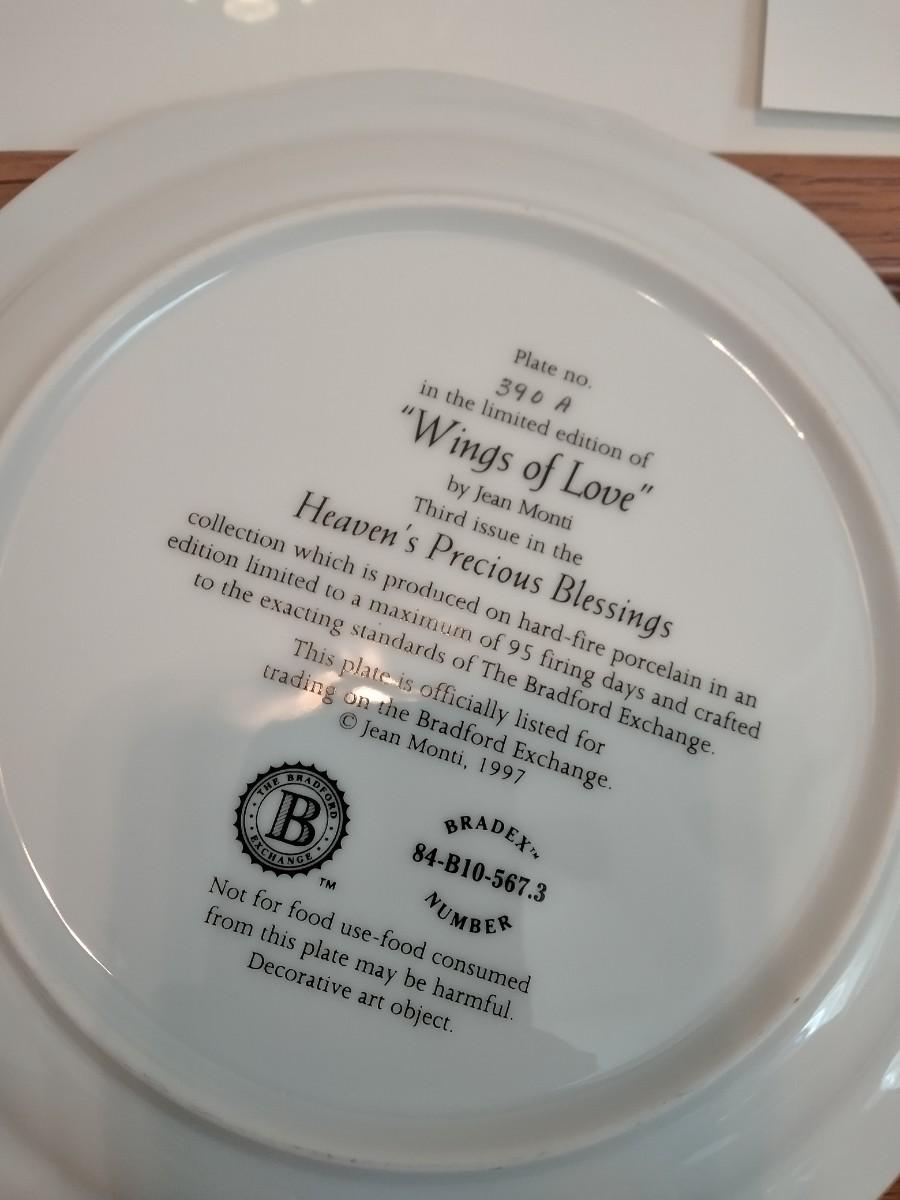 Plate no.
390 A
in the limited edition of
"Wings of Love"
by Jean Monti
Third issue in the
Heaven's Precious Blessings
collection which is produced on hard-fire porcelain in an
edition limited to a maximum of 95 firing days and crafted
to the exacting standards of The Bradford Exchange.
This plate is officially listed for
trading on the Bradford Exchange.
© Jean Monti, 1997
THE BRADFORD
B
EXCHANGE
™
BRADEX™
84-B10-567.3
NUMBER
Not for food use-food consumed
from this plate may be harmful.
Decorative art object.